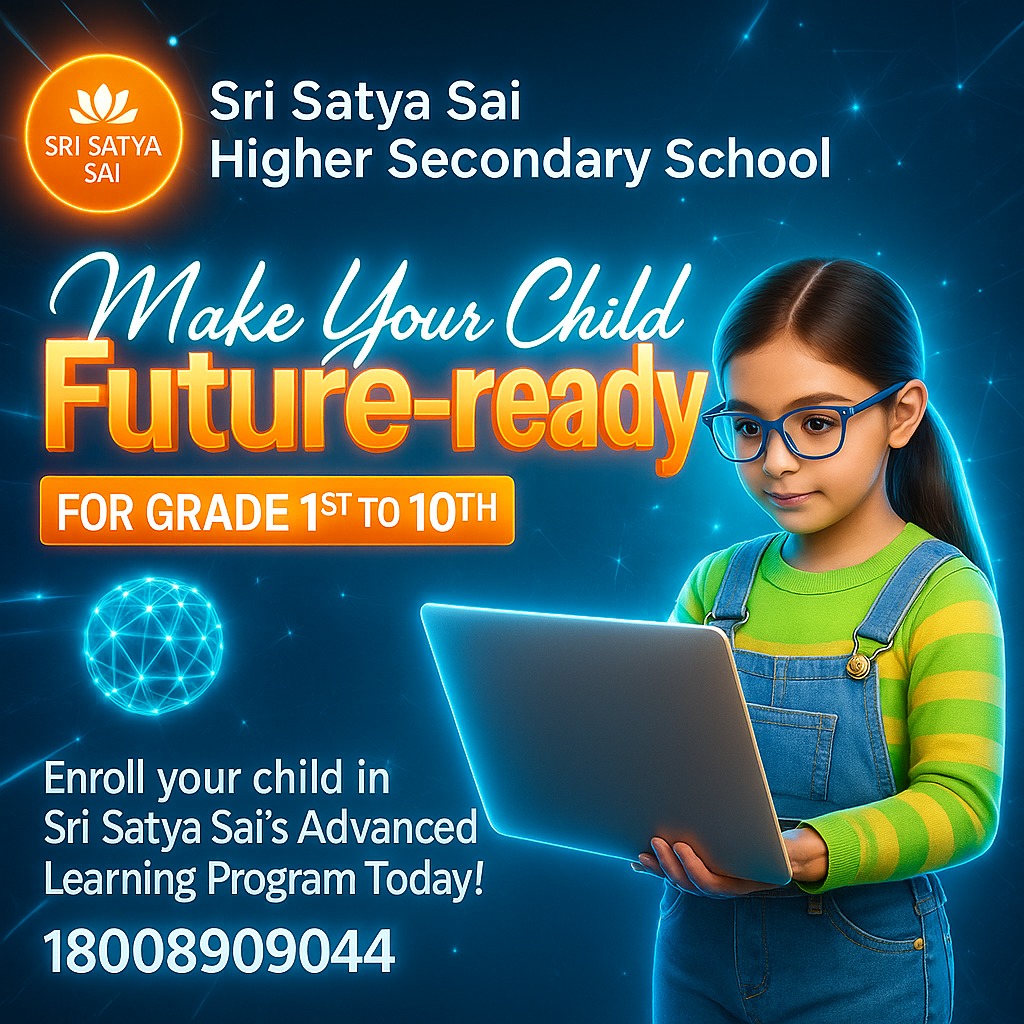 SRI SATYA
SAI
Sri Satya Sai
Higher Secondary School
Make Your Child
Future-ready
FOR GRADE 1ST TO 10TH
Enroll your child in
Sri Satya Sai's Advanced
Learning Program Today!
18008909044